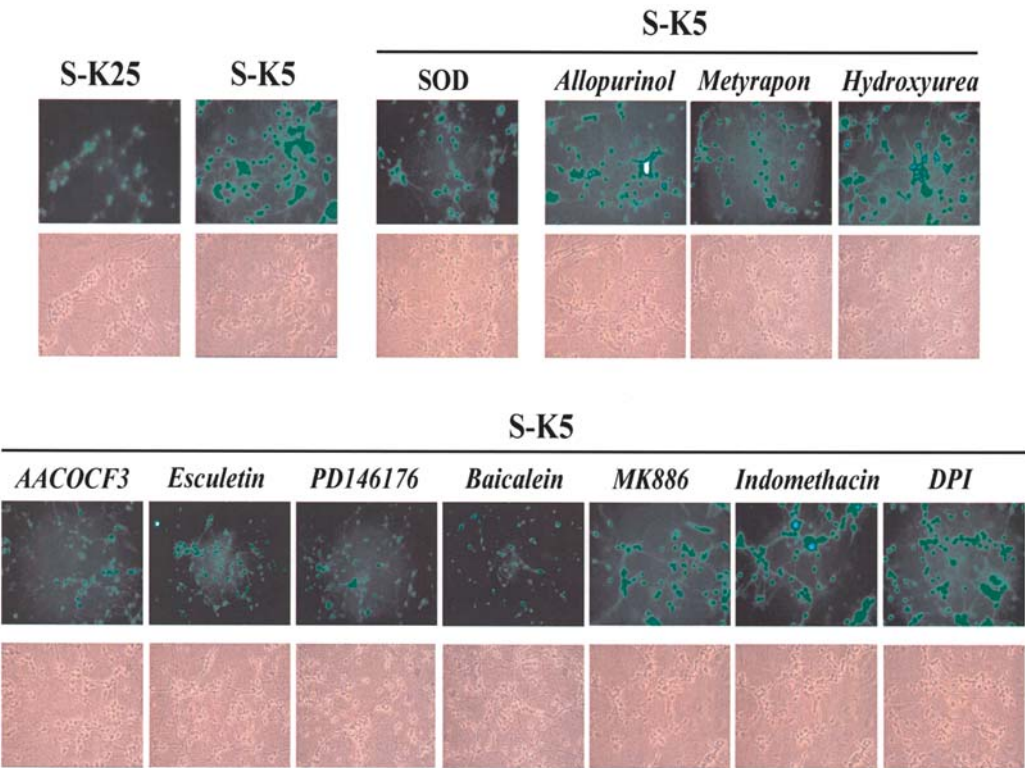 S-K5
S-K25 S-K5
SOD Allopurinol Metyrapon Hydroxyurea
S-K5
AACOCF3 Esculetin PD146176 Baicalein MK886 Indomethacin DPI